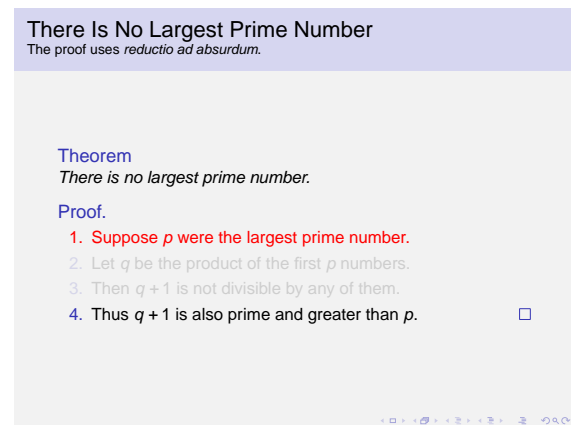 There Is No Largest Prime Number
The proof uses reductio ad absurdum.
Theorem
There is no largest prime number.
Proof.
1. Suppose p were the largest prime number.
2. Let q be the product of the first p numbers.
3. Then q + 1 is not divisible by any of them.
4. Thus q + 1 is also prime and greater than p. □